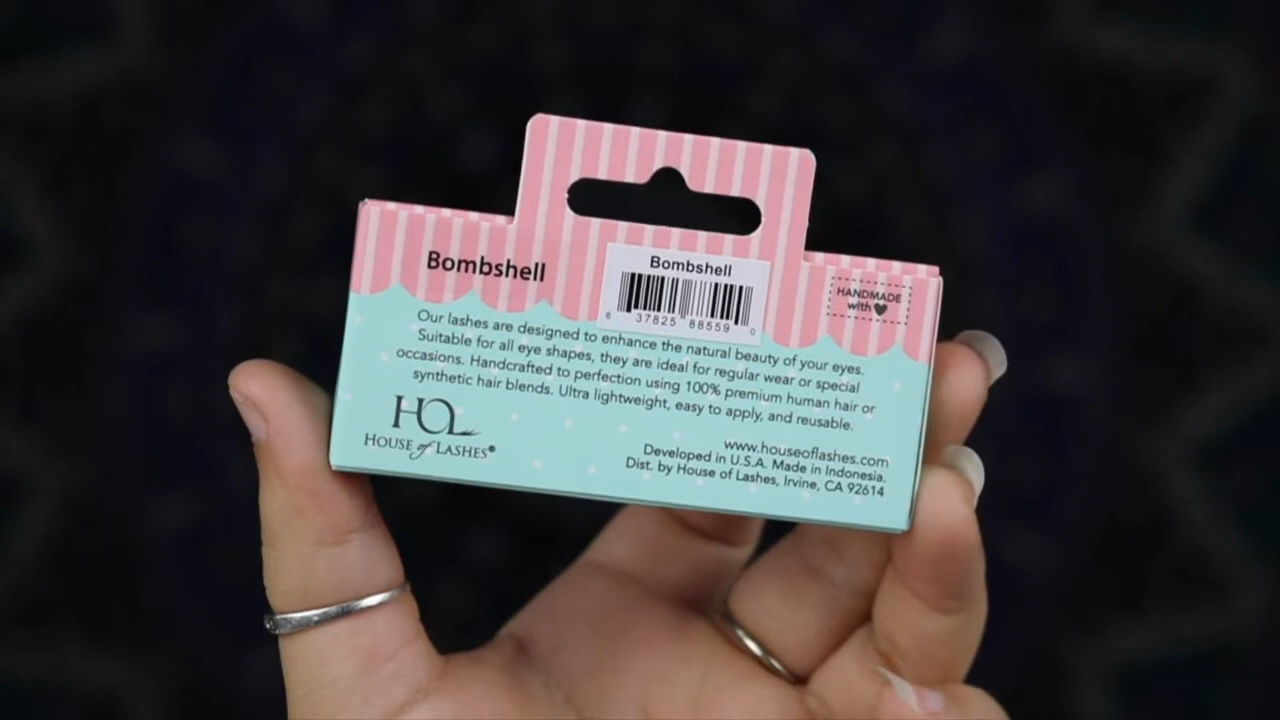 Bombshell
Bombshell
6 37825 88559 0
HANDMADE
with
Our lashes are designed to enhance the natural beauty of your eyes.
Suitable for all eye shapes, they are ideal for regular wear or special
occasions. Handcrafted to perfection using 100% premium human hair or
synthetic hair blends. Ultra lightweight, easy to apply, and reusable.
HOL
HOUSE of LASHES®
www.houseoflashes.com
Developed in U.S.A. Made in Indonesia.
Dist. by House of Lashes, Irvine, CA 92614